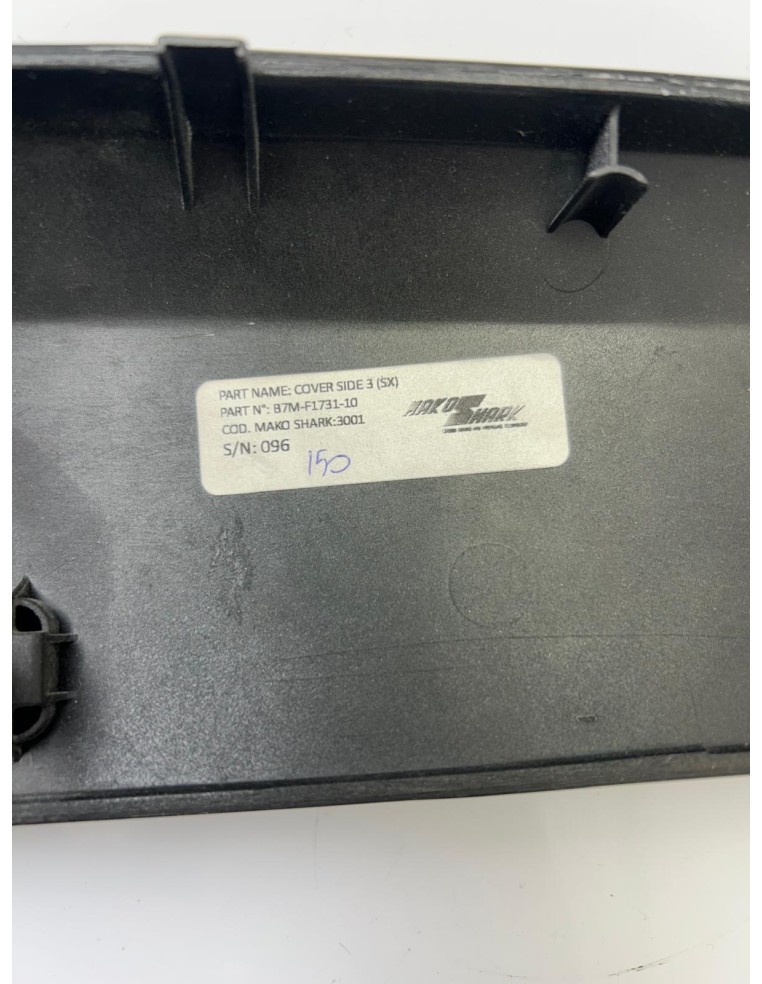 PART NAME: COVER SIDE 3 (SX)
PART N°: B7M-F1731-10
COD. MAKO SHARK:3001
S/N: 096
150
MAKO SHARK